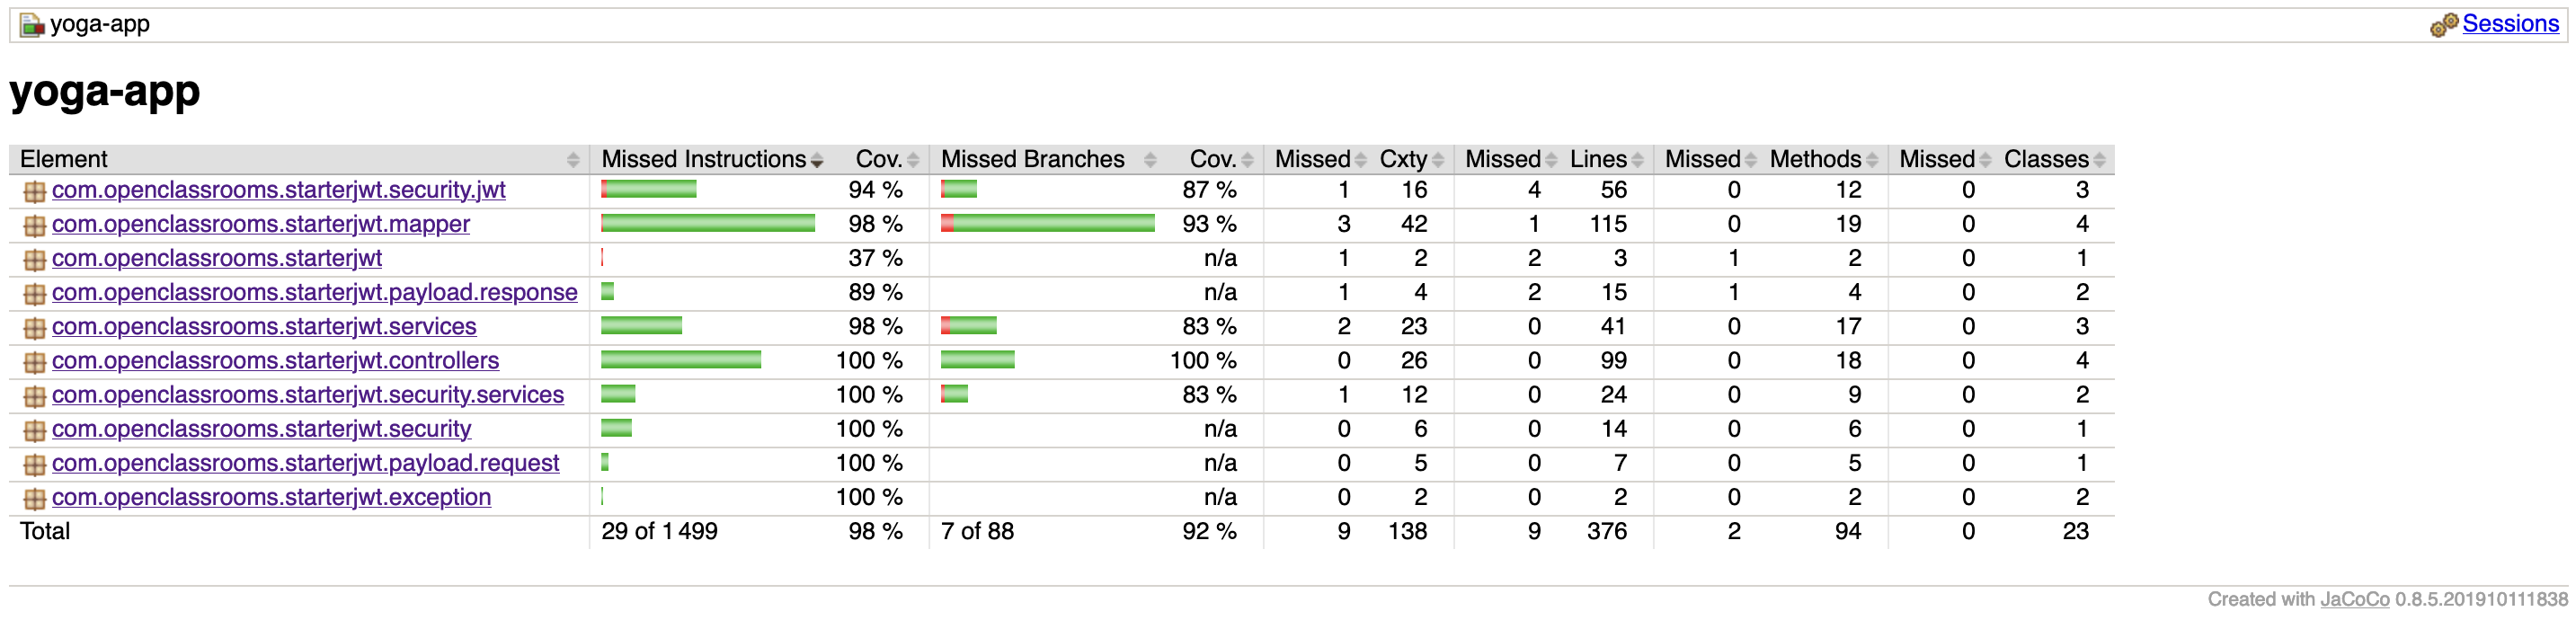 yoga-app Sessions
yoga-app
Element Missed Instructions Cov. Missed Branches Cov. Missed Cxty Missed Lines Missed Methods Missed Classes
com.openclassrooms.starterjwt.security.jwt 94 % 87 % 1 16 4 56 0 12 0 3
com.openclassrooms.starterjwt.mapper 98 % 93 % 3 42 1 115 0 19 0 4
com.openclassrooms.starterjwt 37 % n/a 1 2 2 3 1 2 0 1
com.openclassrooms.starterjwt.payload.response 89 % n/a 1 4 2 15 1 4 0 2
com.openclassrooms.starterjwt.services 98 % 83 % 2 23 0 41 0 17 0 3
com.openclassrooms.starterjwt.controllers 100 % 100 % 0 26 0 99 0 18 0 4
com.openclassrooms.starterjwt.security.services 100 % 83 % 1 12 0 24 0 9 0 2
com.openclassrooms.starterjwt.security 100 % n/a 0 6 0 14 0 6 0 1
com.openclassrooms.starterjwt.payload.request 100 % n/a 0 5 0 7 0 5 0 1
com.openclassrooms.starterjwt.exception 100 % n/a 0 2 0 2 0 2 0 2
Total 29 of 1 499 98 % 7 of 88 92 % 9 138 9 376 2 94 0 23
Created with JaCoCo 0.8.5.201910111838